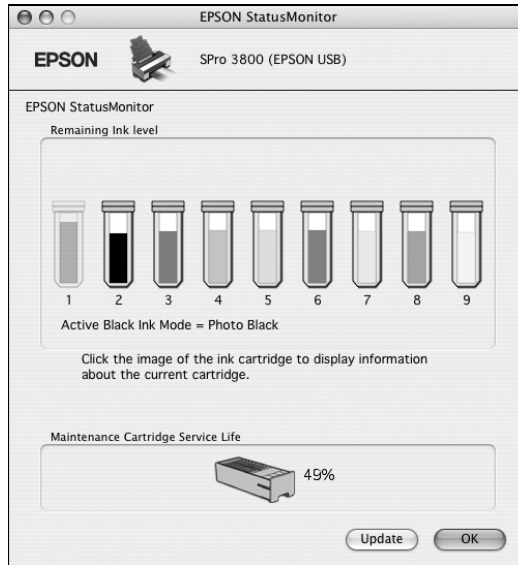 EPSON StatusMonitor
EPSON
SPro 3800 (EPSON USB)
EPSON StatusMonitor
Remaining Ink level
1 2 3 4 5 6 7 8 9
Active Black Ink Mode = Photo Black
Click the image of the ink cartridge to display information
about the current cartridge.
Maintenance Cartridge Service Life
49%
Update OK